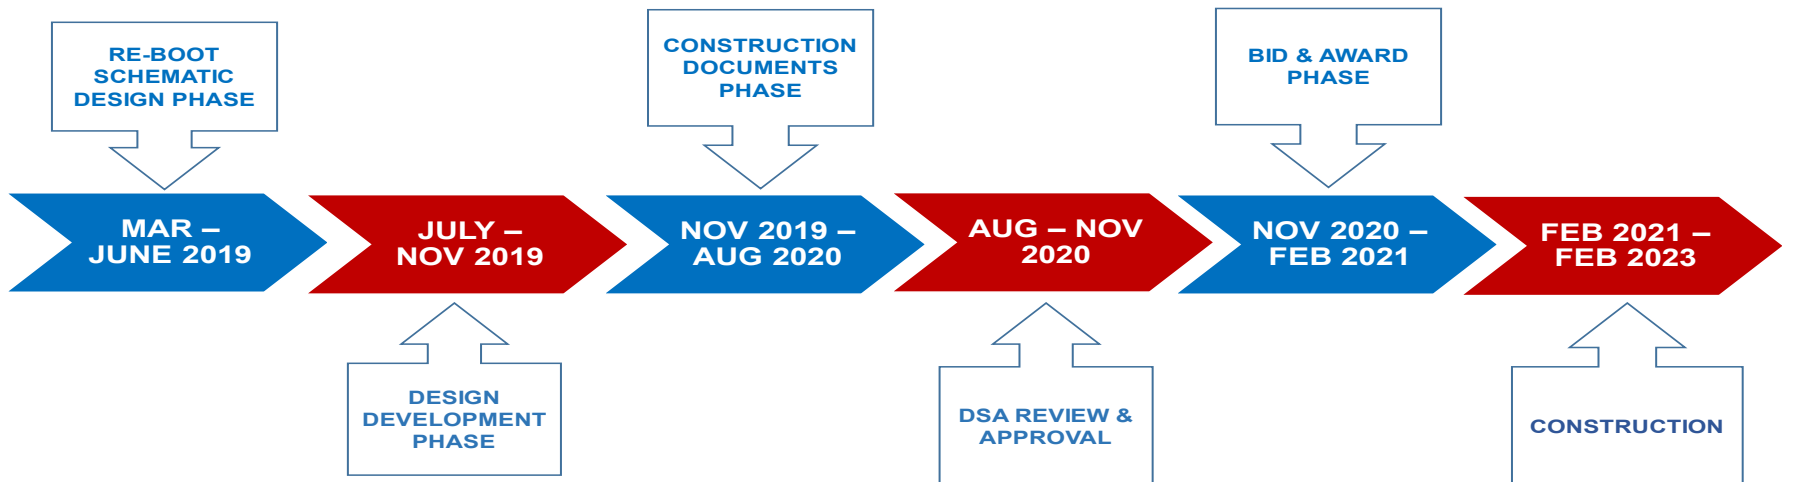 RE-BOOT
SCHEMATIC
DESIGN PHASE
CONSTRUCTION
DOCUMENTS
PHASE
BID & AWARD
PHASE
MAR –
JUNE 2019
JULY –
NOV 2019
NOV 2019 –
AUG 2020
AUG – NOV
2020
NOV 2020 –
FEB 2021
FEB 2021 –
FEB 2023
DESIGN
DEVELOPMENT
PHASE
DSA REVIEW &
APPROVAL
CONSTRUCTION